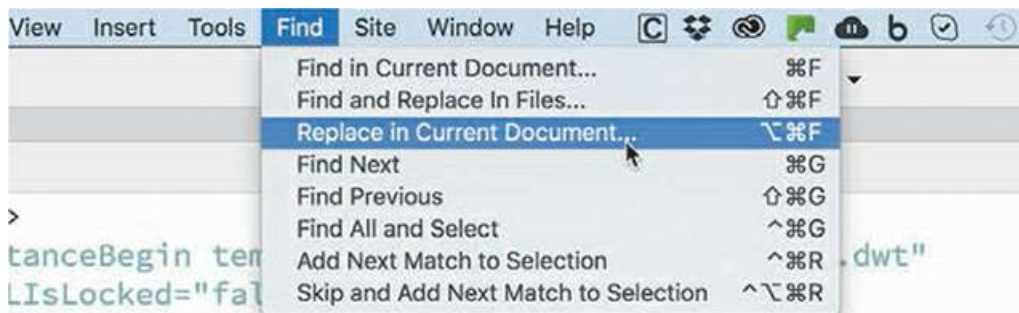 View Insert Tools Find Site Window Help
Find in Current Document... ⌘F
Find and Replace In Files... ⇧⌘F
Replace in Current Document... ⌥⌘F
Find Next ⌘G
Find Previous ⇧⌘G
Find All and Select ^⌘G
Add Next Match to Selection ^⌘R
Skip and Add Next Match to Selection ^⌥⌘R
>
tanceBegin tem .dwt"
LIsLocked="fal